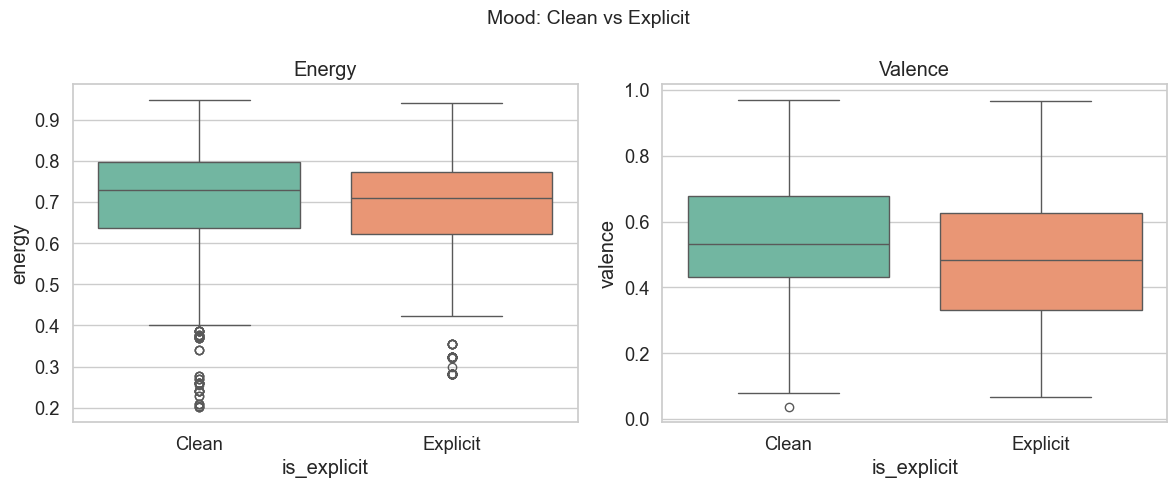 Mood: Clean vs Explicit
Energy
energy
0.9
0.8
0.7
0.6
0.5
0.4
0.3
0.2
Clean
Explicit
is_explicit
Valence
valence
1.0
0.8
0.6
0.4
0.2
0.0
Clean
Explicit
is_explicit